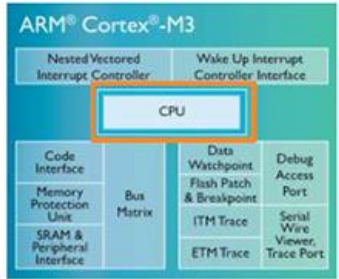 ARM® Cortex®-M3
Nested Vectored
Interrupt Controller
Wake Up Interrupt
Controller Interface
CPU
Code
Interface
Memory
Protection
Unit
SRAM &
Peripheral
Interface
Bus
Matrix
Data
Watchpoint
Flash Patch
& Breakpoint
ITM Trace
ETM Trace
Debug
Access
Port
Serial
Wire
Viewer,
Trace Port